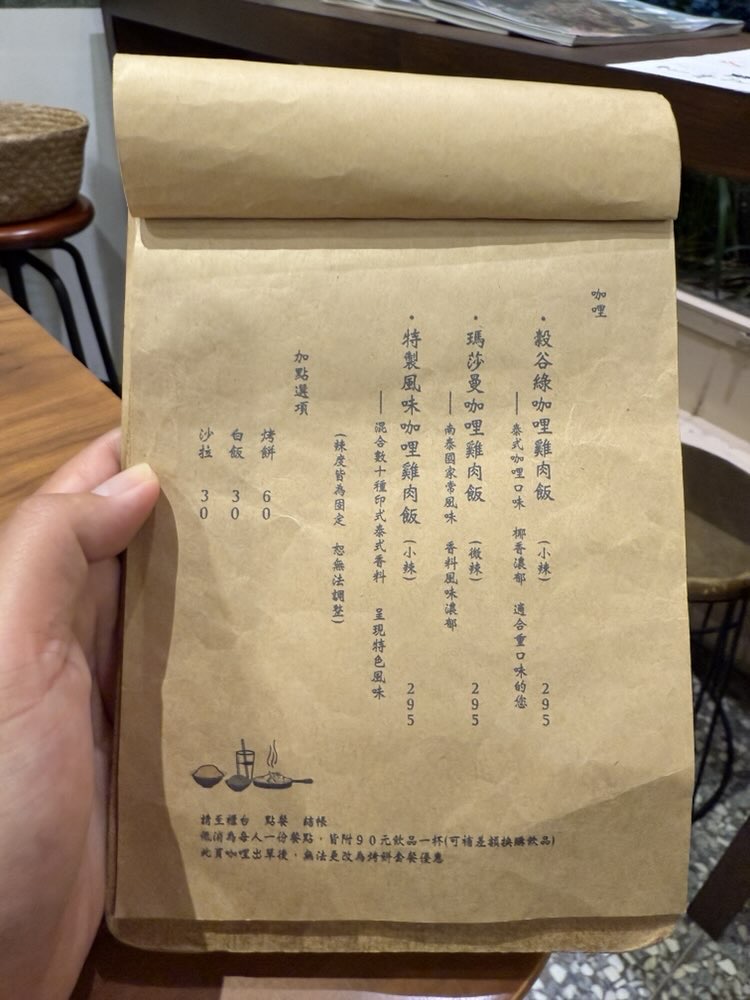 咖哩
・穀谷綠咖哩雞肉飯 (小辣) 295
——泰式咖哩口味 椰香濃郁 適合重口味的您
・瑪莎曼咖哩雞肉飯 (微辣) 295
——南泰國家常風味 香料風味濃郁
・特製風味咖哩雞肉飯 (小辣) 295
——混合數十種印式泰式香料 呈現特色風味
(辣度皆為固定 恕無法調整)
加點選項
烤餅 60
白飯 30
沙拉 30
請至櫃台 點餐 結帳
低消為每人一份餐點，皆附90元飲品一杯(可補差額換購飲品)
此頁咖哩出單後，無法更改為烤餅套餐優惠